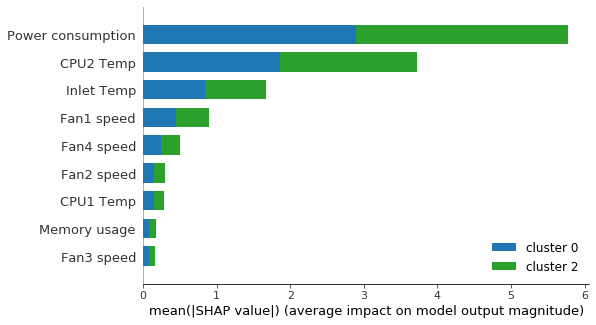 Power consumption
CPU2 Temp
Inlet Temp
Fan1 speed
Fan4 speed
Fan2 speed
CPU1 Temp
Memory usage
Fan3 speed
cluster 0
cluster 2
0 1 2 3 4 5 6
mean(|SHAP value|) (average impact on model output magnitude)